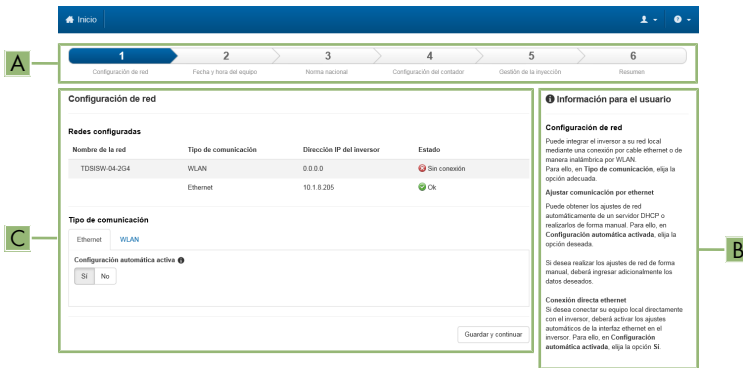 Inicio
1 2 3 4 5 6
Configuración de red Fecha y hora del equipo Norma nacional Configuración del contador Gestión de la inyección Resumen
A
Configuración de red
Redes configuradas
Nombre de la red Tipo de comunicación Dirección IP del inversor Estado
TDSISW-04-2G4 WLAN 0.0.0.0 Sin conexión
Ethernet 10.1.8.205 Ok
Tipo de comunicación
Ethernet WLAN
Configuración automática activa
Sí No
Guardar y continuar
C
Información para el usuario
Configuración de red
Puede integrar el inversor a su red local
mediante una conexión por cable ethernet o de
manera inalámbrica por WLAN.
Para ello, en Tipo de comunicación, elija la
opción adecuada.
Ajustar comunicación por ethernet
Puede obtener los ajustes de red
automáticamente de un servidor DHCP o
realizarlos de forma manual. Para ello, en
Configuración automática activada, elija la
opción deseada.
Si desea realizar los ajustes de red de forma
manual, deberá ingresar adicionalmente los
datos deseados.
Conexión directa ethernet
Si desea conectar su equipo local directamente
con el inversor, deberá activar los ajustes
automáticos de la interfaz ethernet en el
inversor. Para ello, en Configuración
automática activada, elija la opción Sí.
B